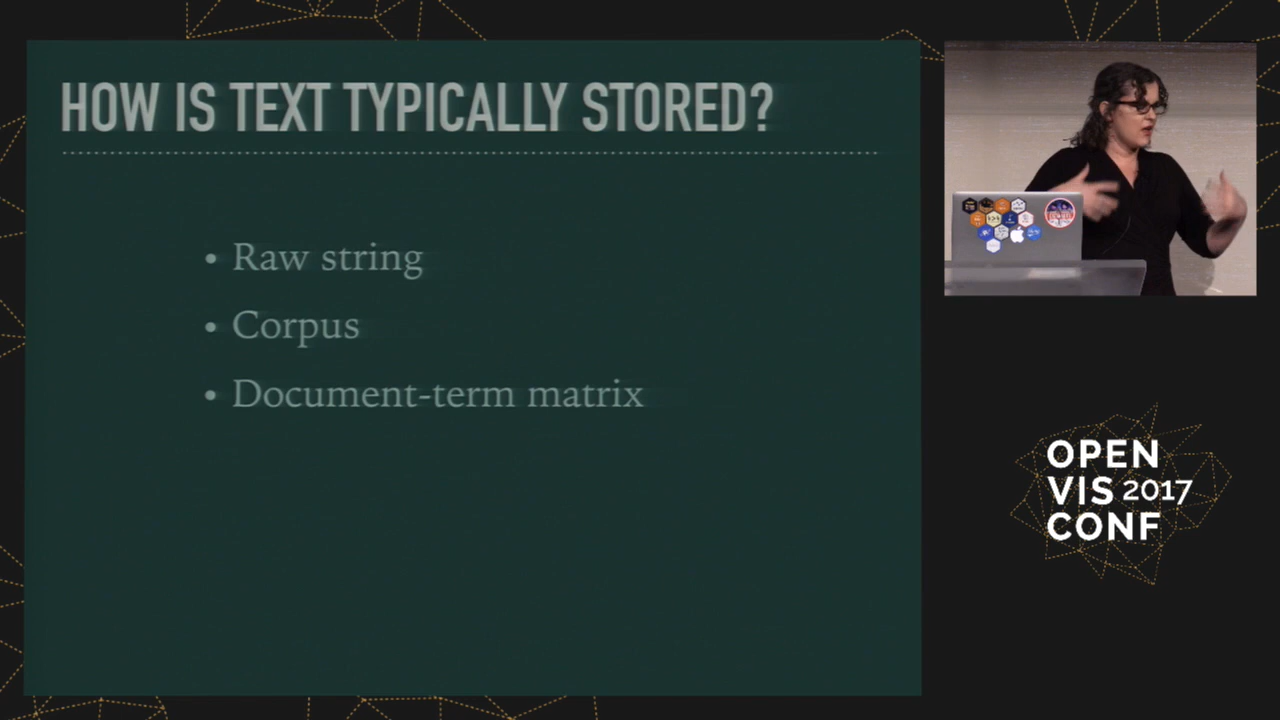 HOW IS TEXT TYPICALLY STORED?
• Raw string
• Corpus
• Document-term matrix
OPEN
VIS 2017
CONF